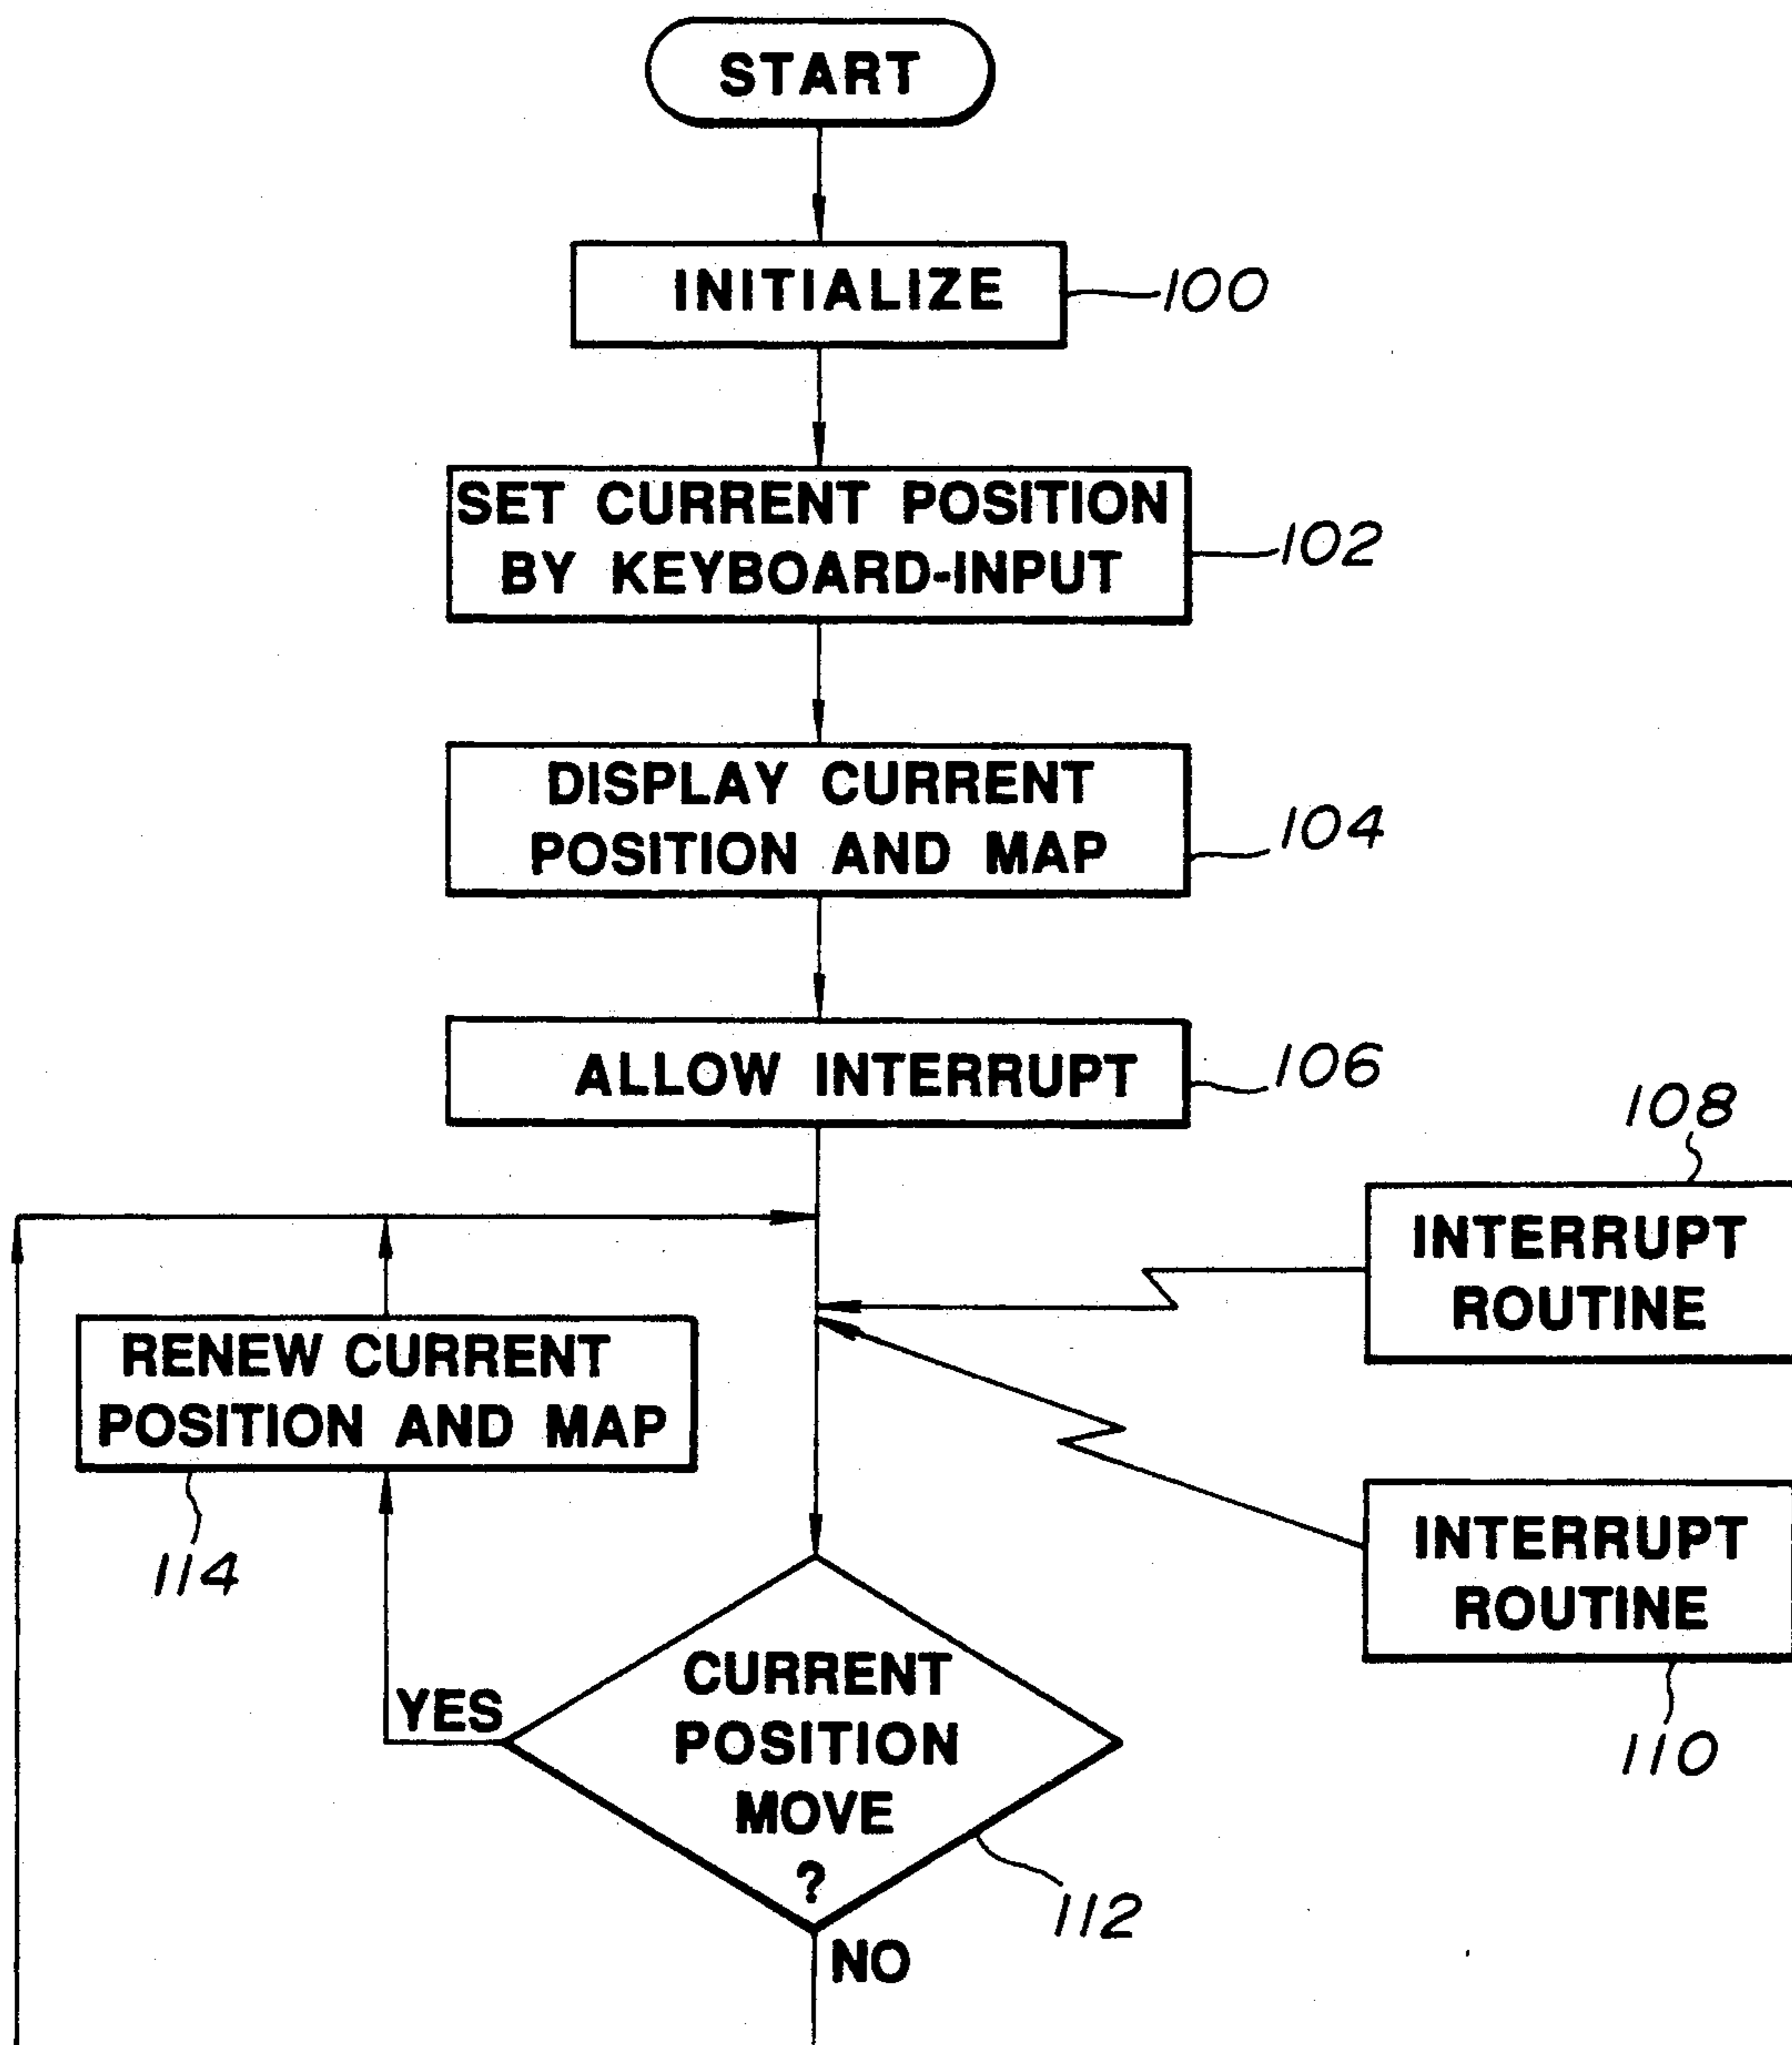 START
INITIALIZE
100
SET CURRENT POSITION
BY KEYBOARD-INPUT
102
DISPLAY CURRENT
POSITION AND MAP
104
ALLOW INTERRUPT
106
108
INTERRUPT
ROUTINE
RENEW CURRENT
POSITION AND MAP
114
INTERRUPT
ROUTINE
110
YES
CURRENT
POSITION
MOVE
?
112
NO